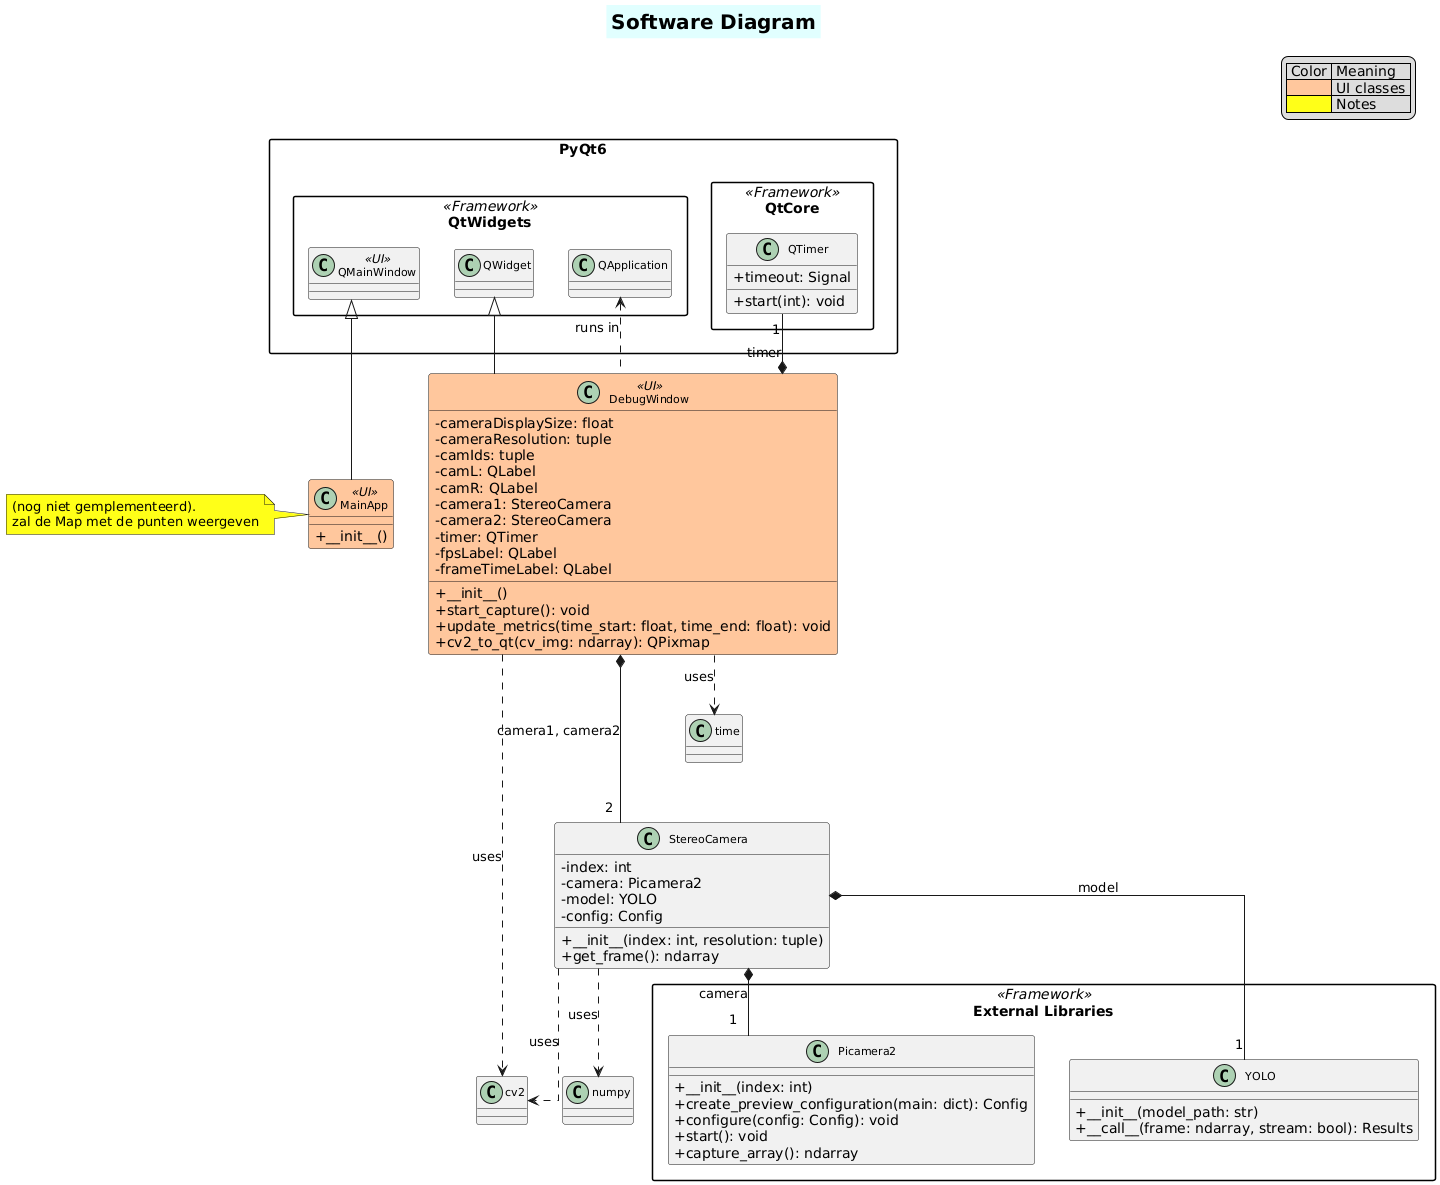 Software Diagram
Color Meaning
UI classes
Notes
PyQt6
«Framework»
QtWidgets
«Framework»
QtCore
C «UI»
QMainWindow
C QWidget
C QApplication
C QTimer
+timeout: Signal
+start(int): void
runs in
1
timer
C «UI»
DebugWindow
-cameraDisplaySize: float
-cameraResolution: tuple
-camIds: tuple
-camL: QLabel
-camR: QLabel
-camera1: StereoCamera
-camera2: StereoCamera
-timer: QTimer
-fpsLabel: QLabel
-frameTimeLabel: QLabel
+__init__()
+start_capture(): void
+update_metrics(time_start: float, time_end: float): void
+cv2_to_qt(cv_img: ndarray): QPixmap
(nog niet gemplementeerd).
zal de Map met de punten weergeven
C «UI»
MainApp
+__init__()
uses
camera1, camera2
C time
2
uses
C StereoCamera
-index: int
-camera: Picamera2
-model: YOLO
-config: Config
+__init__(index: int, resolution: tuple)
+get_frame(): ndarray
model
camera
1
uses
uses
1
«Framework»
External Libraries
C Picamera2
+__init__(index: int)
+create_preview_configuration(main: dict): Config
+configure(config: Config): void
+start(): void
+capture_array(): ndarray
C YOLO
+__init__(model_path: str)
+__call__(frame: ndarray, stream: bool): Results
C cv2
C numpy